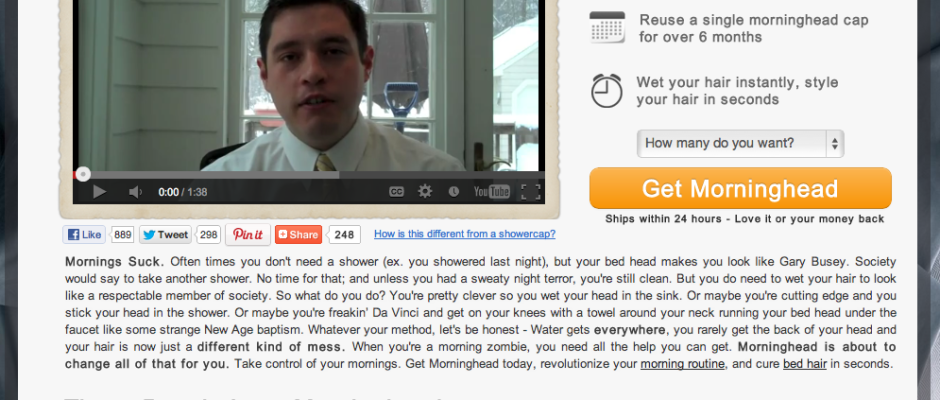 Reuse a single morninghead cap
for over 6 months
Wet your hair instantly, style
your hair in seconds
How many do you want?
Get Morninghead
Ships within 24 hours - Love it or your money back
0:00 / 1:38
CC
YouTube
Like 889 Tweet 298 Pin it Share 248 How is this different from a showercap?
Mornings Suck. Often times you don't need a shower (ex. you showered last night), but your bed head makes you look like Gary Busey. Society
would say to take another shower. No time for that; and unless you had a sweaty night terror, you're still clean. But you do need to wet your hair to look
like a respectable member of society. So what do you do? You're pretty clever so you wet your head in the sink. Or maybe you're cutting edge and you
stick your head in the shower. Or maybe you're freakin' Da Vinci and get on your knees with a towel around your neck running your bed head under the
faucet like some strange New Age baptism. Whatever your method, let's be honest - Water gets everywhere, you rarely get the back of your head and
your hair is now just a different kind of mess. When you're a morning zombie, you need all the help you can get. Morninghead is about to
change all of that for you. Take control of your mornings. Get Morninghead today, revolutionize your morning routine, and cure bed hair in seconds.